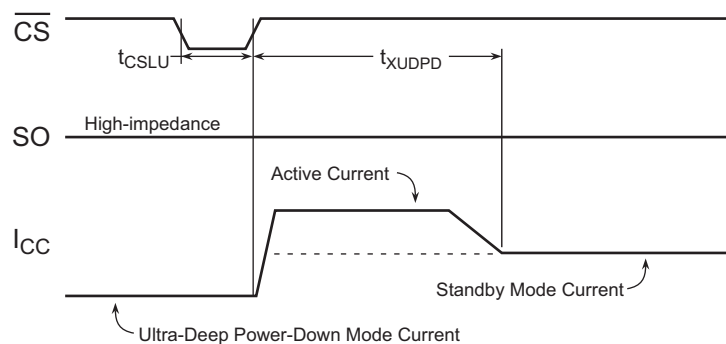 CS
tCSLU
tXUDPD
High-impedance
SO
Active Current
ICC
Standby Mode Current
Ultra-Deep Power-Down Mode Current